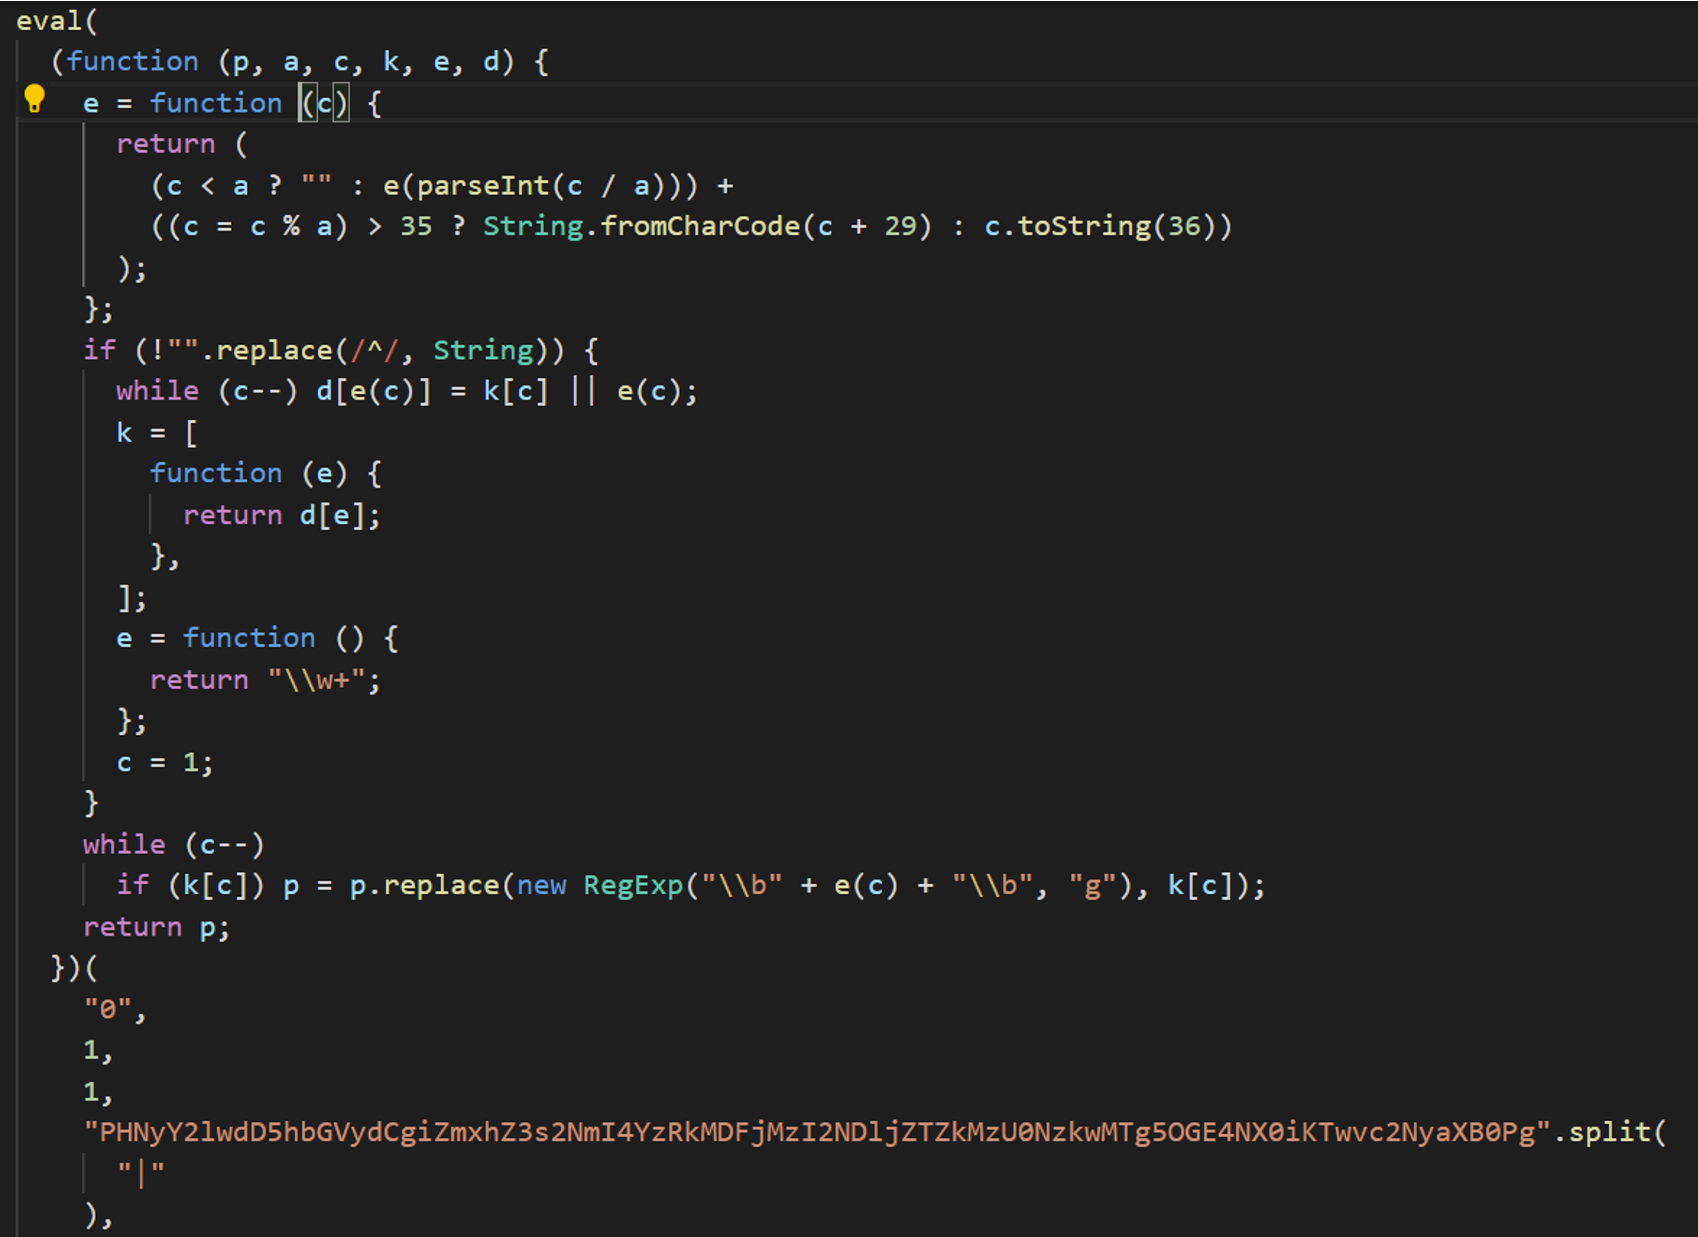 eval(
(function (p, a, c, k, e, d) {
e = function (c) {
return (
(c < a ? "" : e(parseInt(c / a))) +
((c = c % a) > 35 ? String.fromCharCode(c + 29) : c.toString(36))
);
};
if (!"".replace(/^/, String)) {
while (c--) d[e(c)] = k[c] || e(c);
k = [
function (e) {
return d[e];
},
];
e = function () {
return "\\w+";
};
c = 1;
}
while (c--)
if (k[c]) p = p.replace(new RegExp("\\b" + e(c) + "\\b", "g"), k[c]);
return p;
})(
"0",
1,
1,
"PHNyY2lwdD5hbGVydCgiZmxhZ3s2NmI4YzRkMDFjMzI2NDljZTZkMzU0NzkwMTg5OGE4NX0iKTwvc2NyaXB0Pg".split(
"|"
),